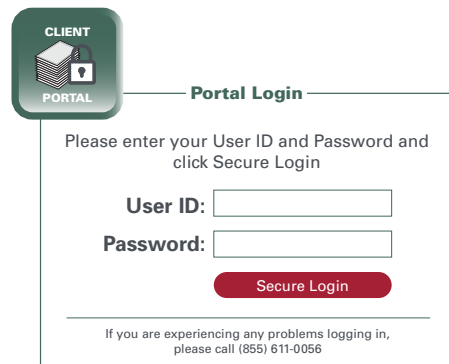 CLIENT
PORTAL
Portal Login
Please enter your User ID and Password and
click Secure Login
User ID:
Password:
Secure Login
If you are experiencing any problems logging in,
please call (855) 611-0056